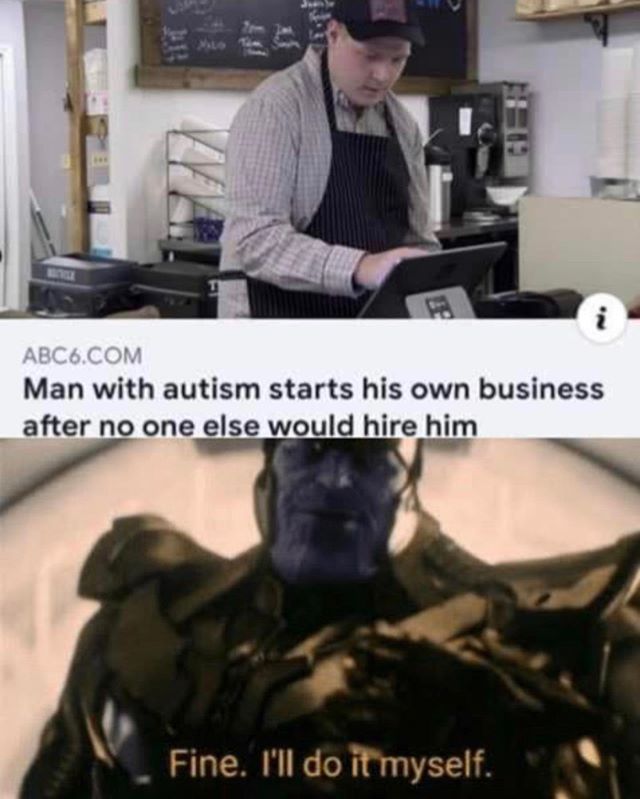 ABC6.COM
Man with autism starts his own business
after no one else would hire him
Fine. I'll do it myself.